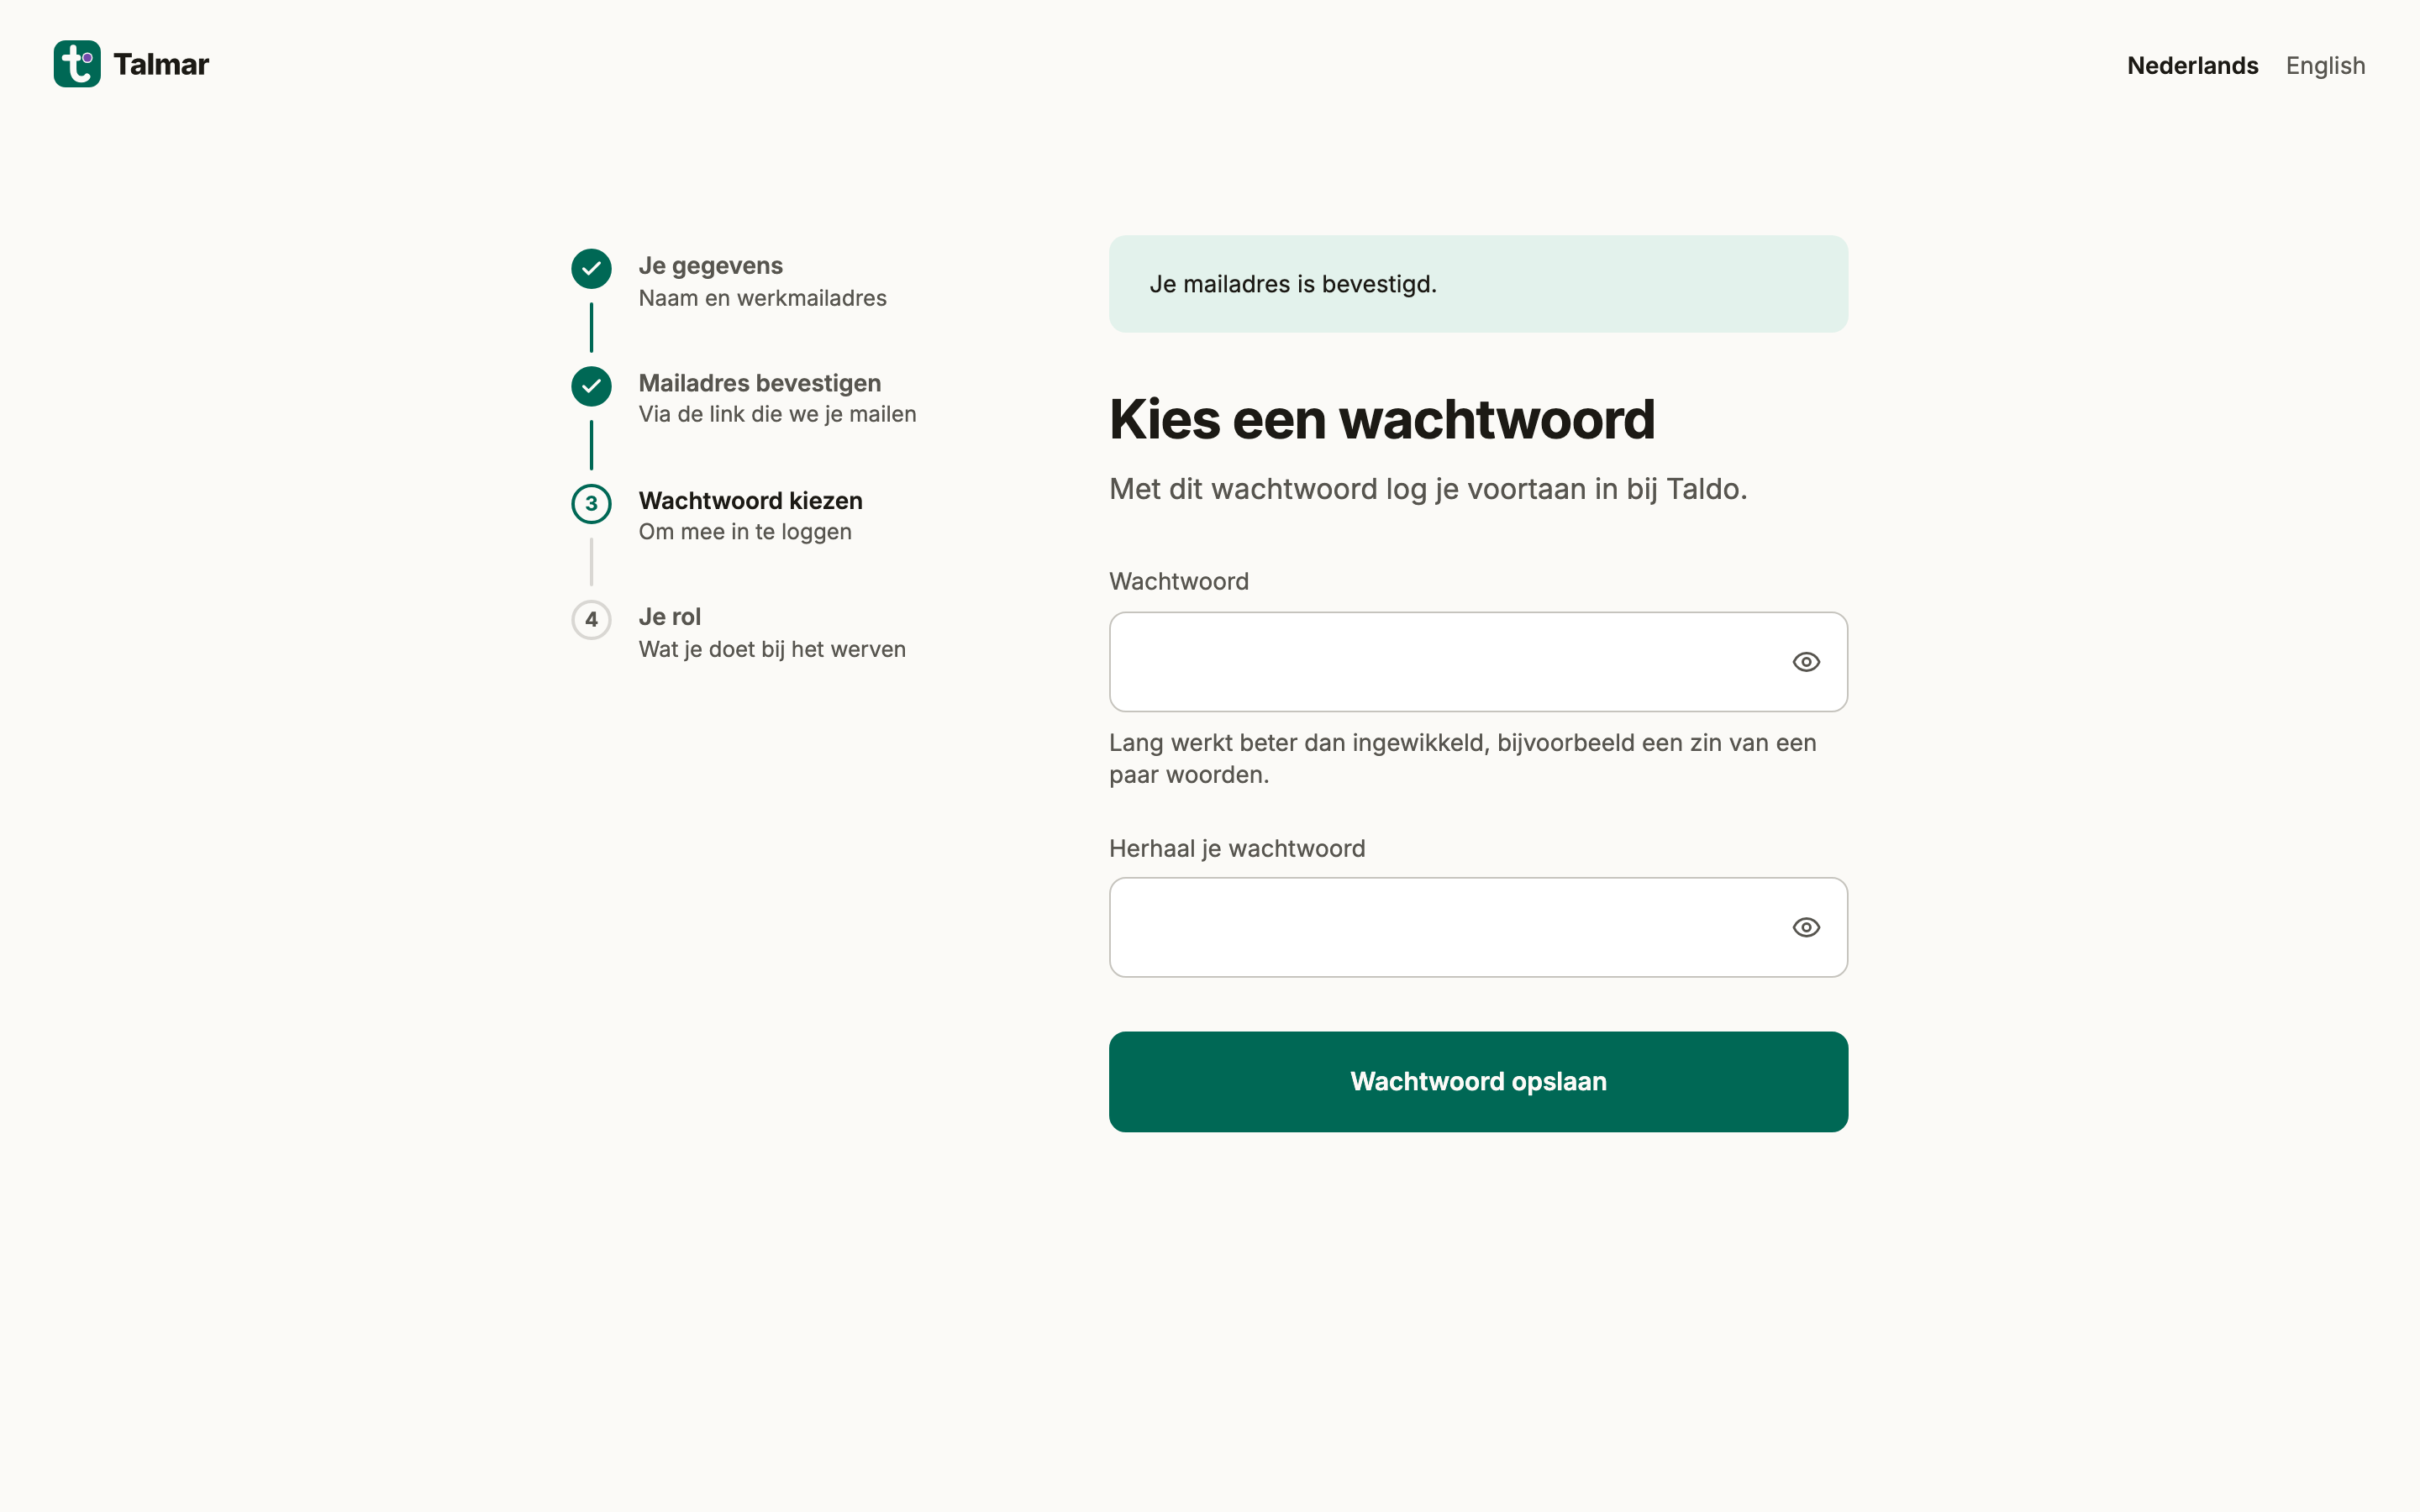 Talmar
Nederlands English
Je gegevens
Naam en werkmailadres
Mailadres bevestigen
Via de link die we je mailen
3 Wachtwoord kiezen
Om mee in te loggen
4 Je rol
Wat je doet bij het werven
Je mailadres is bevestigd.
Kies een wachtwoord
Met dit wachtwoord log je voortaan in bij Taldo.
Wachtwoord
Lang werkt beter dan ingewikkeld, bijvoorbeeld een zin van een
paar woorden.
Herhaal je wachtwoord
Wachtwoord opslaan